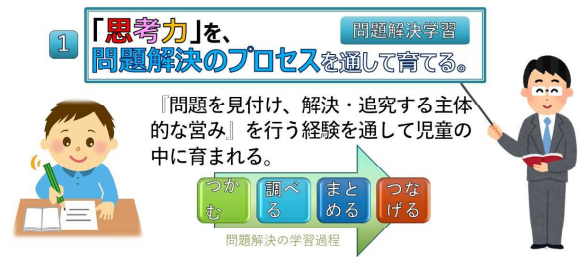 1
「思考力」を、
問題解決学習
問題解決のプロセスを通して育てる。
『問題を見付け、解決・追究する主体
的な営み』を行う経験を通して児童の
中に育まれる。
つか
む
調べ
る
まと
める
つな
げる
問題解決の学習過程